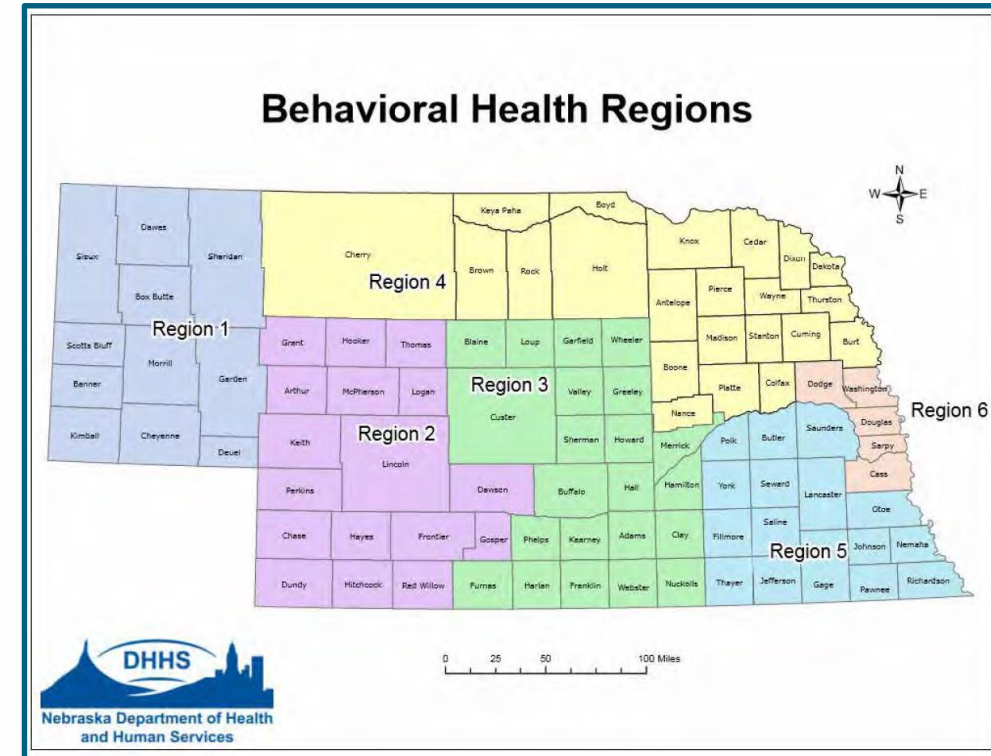 Behavioral Health Regions
N
W E
S
Keya Paha Boyd
Dawes
Sioux Sheridan Cherry
Knox Cedar
Dixon
Dakota
Region 4 Brown Rock Holt
Box Butte
Pierce Wayne Thurston
Antelope
Region 1
Scotts Bluff Morrill Garden
Grant Hooker Thomas Blaine Loup Garfield Wheeler
Madison Stanton Cuming Burt
Boone
Banner
Arthur McPherson Logan Region 3 Valley Greeley
Custer
Platte Colfax Dodge Washington
Nance
Region 6
Kimball Cheyenne Deuel
Keith Region 2 Lincoln
Sherman Howard Merrick
Polk Butler Saunders Douglas
Sarpy
Cass
Perkins Dawson Buffalo Hall Hamilton York Seward Lancaster
Otoe
Chase Hayes Frontier Gosper Phelps Kearney Adams Clay Fillmore Saline
Region 5 Johnson Nemaha
Dundy Hitchcock Red Willow Furnas Harlan Franklin Webster Nuckolls Thayer Jefferson Gage Pawnee Richardson
0 25 50 100 Miles
DHHS
Nebraska Department of Health
and Human Services